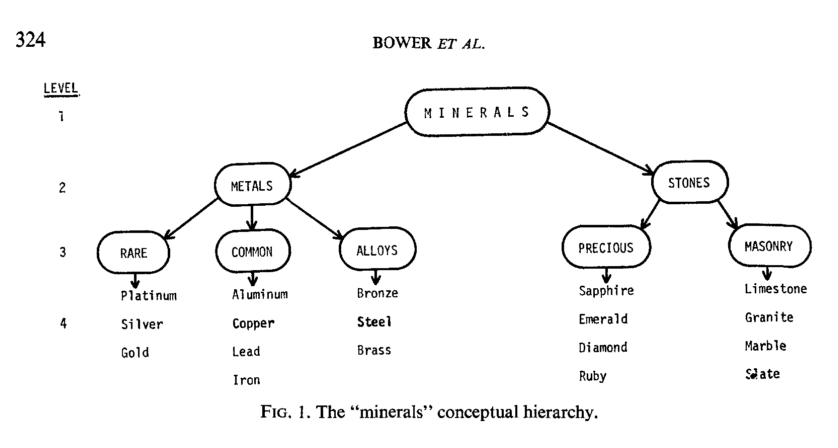 324
BOWER ET AL.
LEVEL
1 MINERALS
2 METALS STONES
3 RARE COMMON ALLOYS PRECIOUS MASONRY
Platinum Aluminum Bronze Sapphire Limestone
4 Silver Copper Steel Emerald Granite
Gold Lead Brass Diamond Marble
Iron Ruby Slate
FIG. 1. The “minerals” conceptual hierarchy.